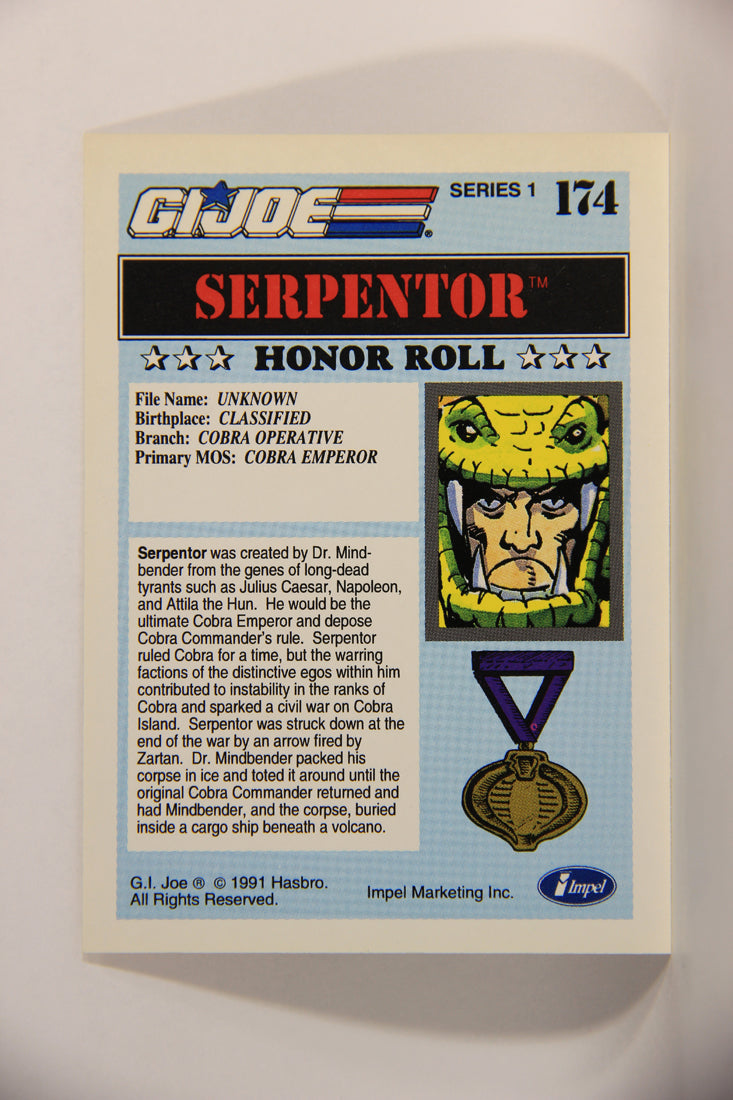 G.I. JOE ®
SERIES 1 174
SERPENTOR™
HONOR ROLL
File Name: UNKNOWN
Birthplace: CLASSIFIED
Branch: COBRA OPERATIVE
Primary MOS: COBRA EMPEROR
Serpentor was created by Dr. Mind-
bender from the genes of long-dead
tyrants such as Julius Caesar, Napoleon,
and Attila the Hun. He would be the
ultimate Cobra Emperor and depose
Cobra Commander's rule. Serpentor
ruled Cobra for a time, but the warring
factions of the distinctive egos within him
contributed to instability in the ranks of
Cobra and sparked a civil war on Cobra
Island. Serpentor was struck down at the
end of the war by an arrow fired by
Zartan. Dr. Mindbender packed his
corpse in ice and toted it around until the
original Cobra Commander returned and
had Mindbender, and the corpse, buried
inside a cargo ship beneath a volcano.
G.I. Joe ® © 1991 Hasbro.
All Rights Reserved.
Impel Marketing Inc.
Impel